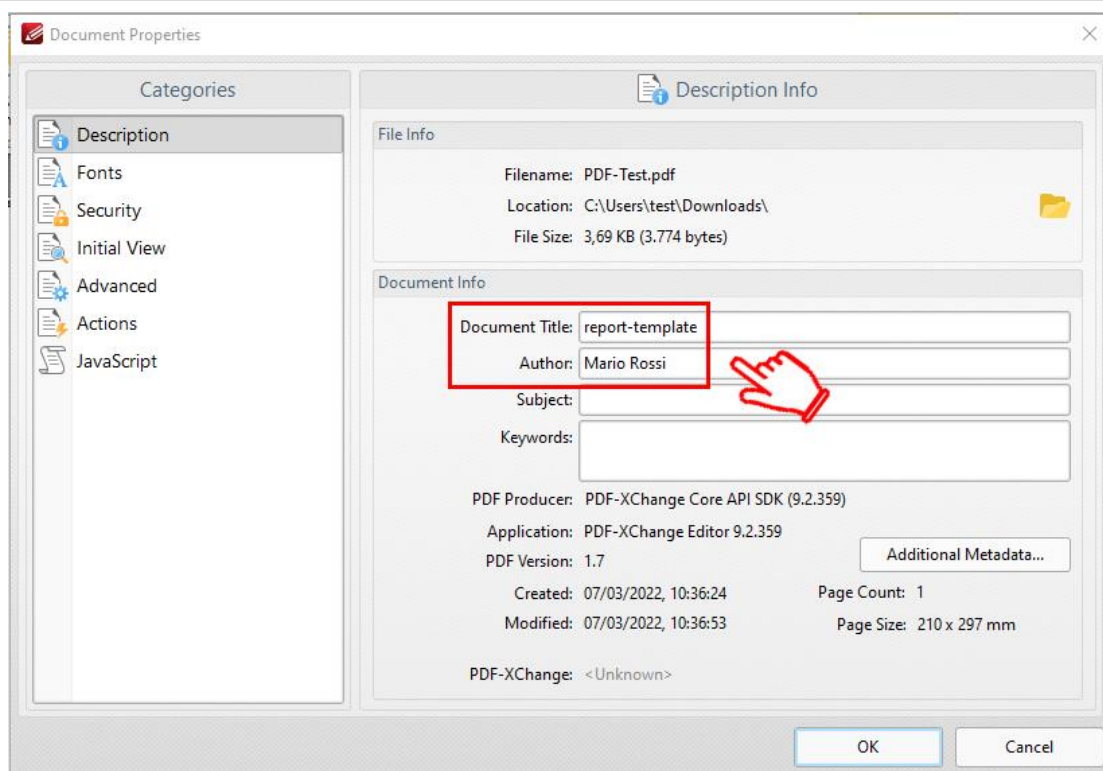 Document Properties
Categories
Description
Fonts
Security
Initial View
Advanced
Actions
JavaScript
Description Info
File Info
Filename: PDF-Test.pdf
Location: C:\Users\test\Downloads\
File Size: 3,69 KB (3.774 bytes)
Document Info
Document Title: report-template
Author: Mario Rossi
Subject:
Keywords:
PDF Producer: PDF-XChange Core API SDK (9.2.359)
Application: PDF-XChange Editor 9.2.359
PDF Version: 1.7
Additional Metadata...
Created: 07/03/2022, 10:36:24
Page Count: 1
Modified: 07/03/2022, 10:36:53
Page Size: 210 x 297 mm
PDF-XChange: <Unknown>
OK
Cancel